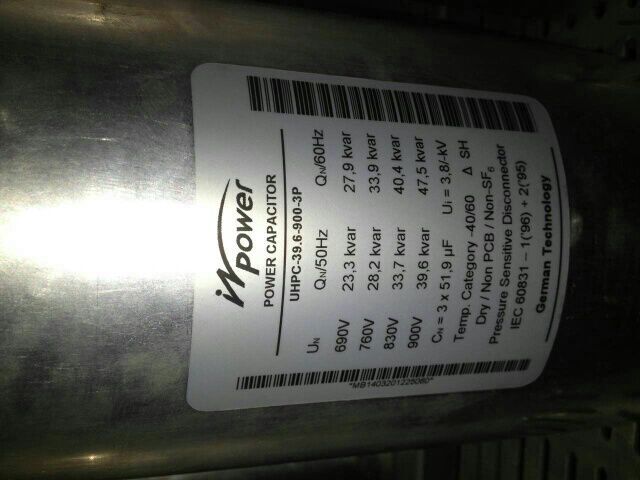 inpower
POWER CAPACITOR
UHPC-39.6-900-3P
UN QN/50Hz QN/60Hz
690V 23,3 kvar 27,9 kvar
760V 28,2 kvar 33,9 kvar
830V 33,7 kvar 40,4 kvar
900V 39,6 kvar 47,5 kvar
CN = 3 x 51,9 µF Ui = 3,8/-kV
Temp. Category -40/60 Δ SH
Dry / Non PCB / Non-SF6
Pressure Sensitive Disconnector
IEC 60831 – 1('96) + 2('95)
German Technology
*MB1403201225060*